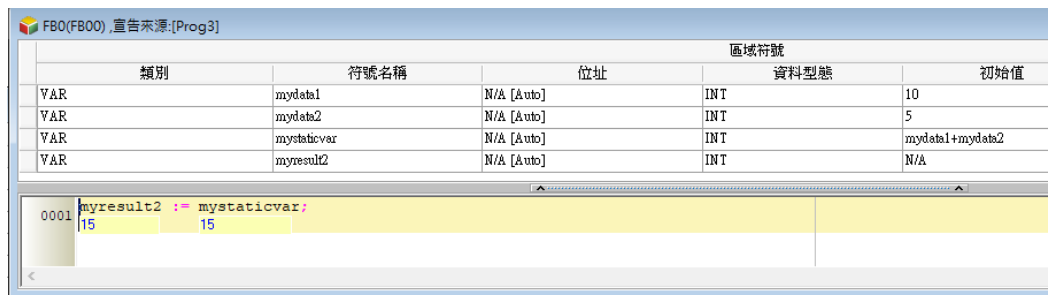 FB0(FB00) ,宣告來源:[Prog3]
區域符號
類別 符號名稱 位址 資料型態 初始值
VAR mydata1 N/A [Auto] INT 10
VAR mydata2 N/A [Auto] INT 5
VAR mystaticvar N/A [Auto] INT mydata1+mydata2
VAR myresult2 N/A [Auto] INT N/A
0001 myresult2 := mystaticvar;
15 15